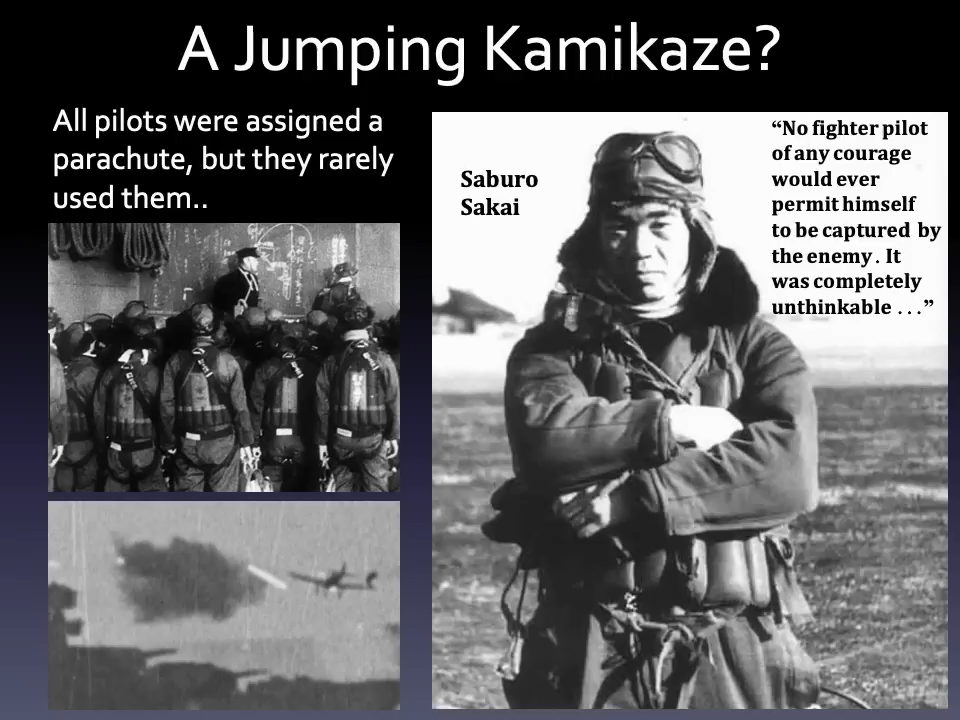 A Jumping Kamikaze?
All pilots were assigned a
parachute, but they rarely
used them..
Saburo
Sakai
“No fighter pilot
of any courage
would ever
permit himself
to be captured by
the enemy . It
was completely
unthinkable . . .”